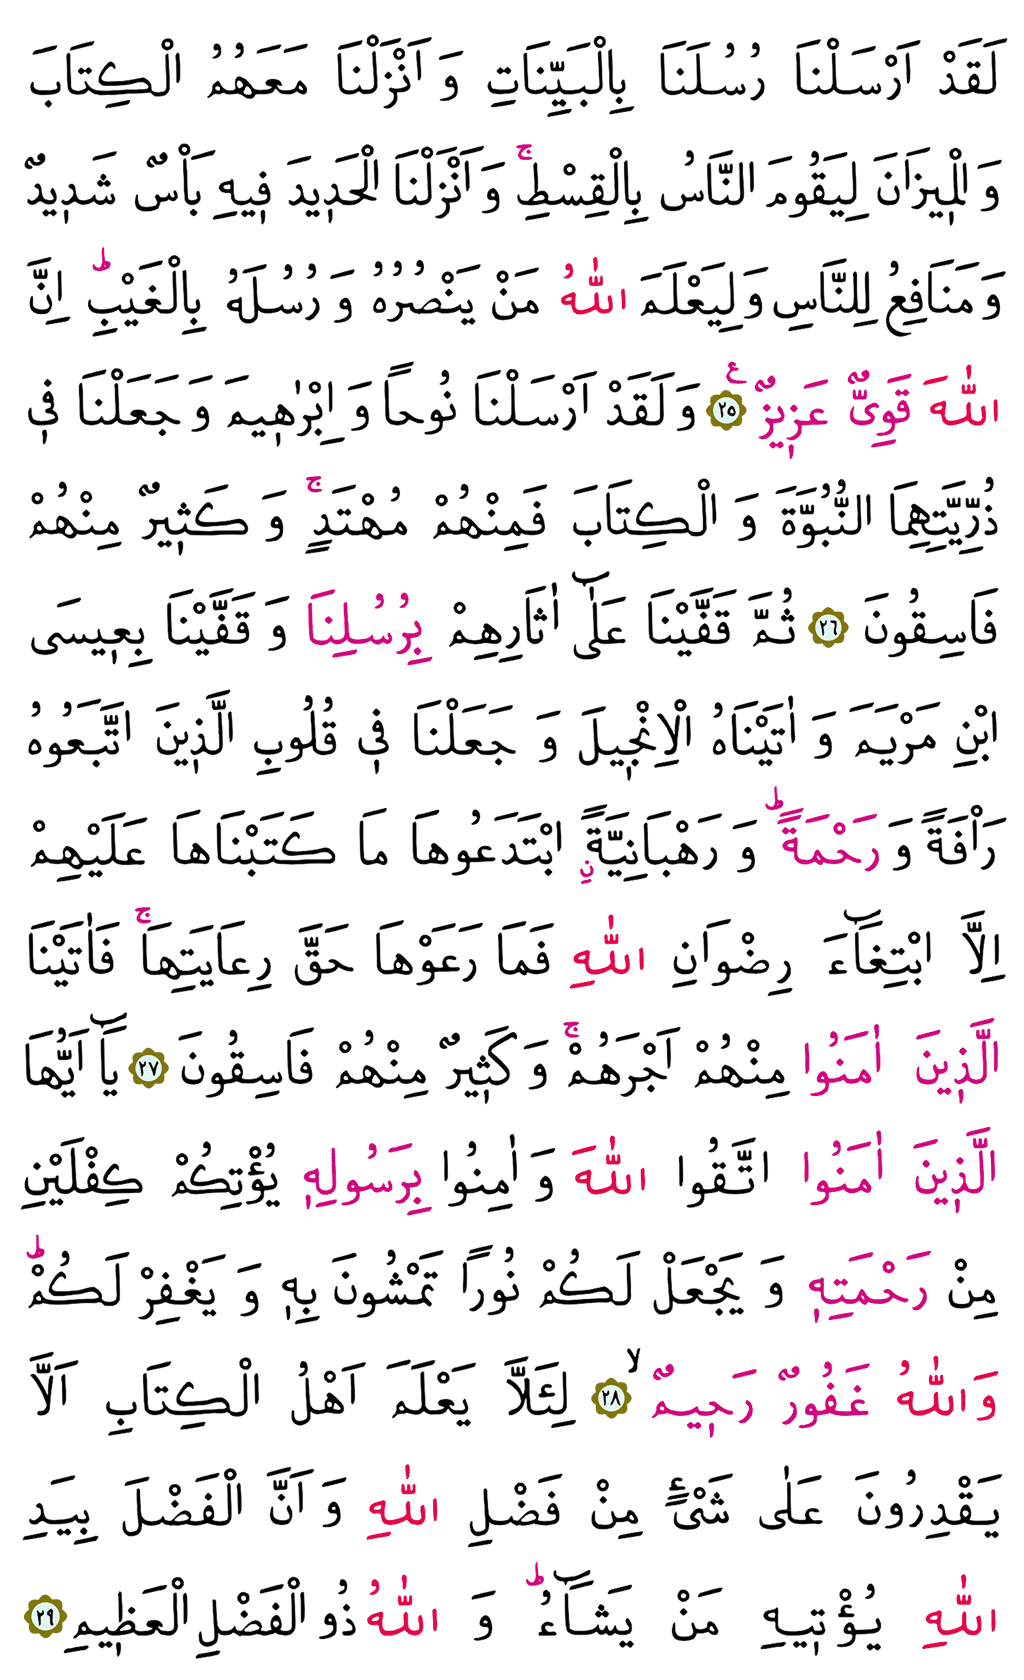 لَقَدْ اَرْسَلْنَا رُسُلَنَا بِالْبَيِّنَاتِ وَ اَنْزَلْنَا مَعَهُمُ الْكِتَابَ
وَ الْمٖيزَانَ لِيَقُومَ النَّاسُ بِالْقِسْطِۚ وَ اَنْزَلْنَا الْحَدٖيدَ فٖيهِ بَاْسٌ شَدٖيدٌ
وَ مَنَافِعُ لِلنَّاسِ وَ لِيَعْلَمَ اللّٰهُ مَنْ يَنْصُرُهُ وَ رُسُلَهُ بِالْغَيْبِؕ اِنَّ
اللّٰهَ قَوِىٌّ عَزٖيزٌࣖ ﴿٢٥﴾ وَ لَقَدْ اَرْسَلْنَا نُوحاً وَ اِبْرٰهٖيمَ وَ جَعَلْنَا فٖى
ذُرِّيَّتِهِمَا النُّبُوَّةَ وَ الْكِتَابَ فَمِنْهُمْ مُهْتَدٍۚ وَ كَثٖيرٌ مِنْهُمْ
فَاسِقُونَ ﴿٢٦﴾ ثُمَّ قَفَّيْنَا عَلٰٓى اٰثَارِهِمْ بِرُسُلِنَا وَ قَفَّيْنَا بِعٖيسَى
ابْنِ مَرْيَمَ وَ اٰتَيْنَاهُ الْاِنْجٖيلَ وَ جَعَلْنَا فٖى قُلُوبِ الَّذٖينَ اتَّبَعُوهُ
رَاْفَةً وَ رَحْمَةًؕ وَ رَهْبَانِيَّةًۨ ابْتَدَعُوهَا مَا كَتَبْنَاهَا عَلَيْهِمْ
اِلَّا ابْتِغَٓاءَ رِضْوَانِ اللّٰهِ فَمَا رَعَوْهَا حَقَّ رِعَايَتِهَاۚ فَاٰتَيْنَا
الَّذٖينَ اٰمَنُوا مِنْهُمْ اَجْرَهُمْۚ وَ كَثٖيرٌ مِنْهُمْ فَاسِقُونَ ﴿٢٧﴾ يَٓا اَيُّهَا
الَّذٖينَ اٰمَنُوا اتَّقُوا اللّٰهَ وَ اٰمِنُوا بِرَسُولِهٖ يُؤْتِكُمْ كِفْلَيْنِ
مِنْ رَحْمَتِهٖ وَ يَجْعَلْ لَكُمْ نُوراً تَمْشُونَ بِهٖ وَ يَغْفِرْ لَكُمْؕ
وَ اللّٰهُ غَفُورٌ رَحٖيمٌۙ ﴿٢٨﴾ لِئَلَّا يَعْلَمَ اَهْلُ الْكِتَابِ اَلَّا
يَقْدِرُونَ عَلٰى شَىْءٍ مِنْ فَضْلِ اللّٰهِ وَ اَنَّ الْفَضْلَ بِيَدِ
اللّٰهِ يُؤْتٖيهِ مَنْ يَشَٓاءُؕ وَ اللّٰهُ ذُو الْفَضْلِ الْعَظٖيمِ ﴿٢٩﴾